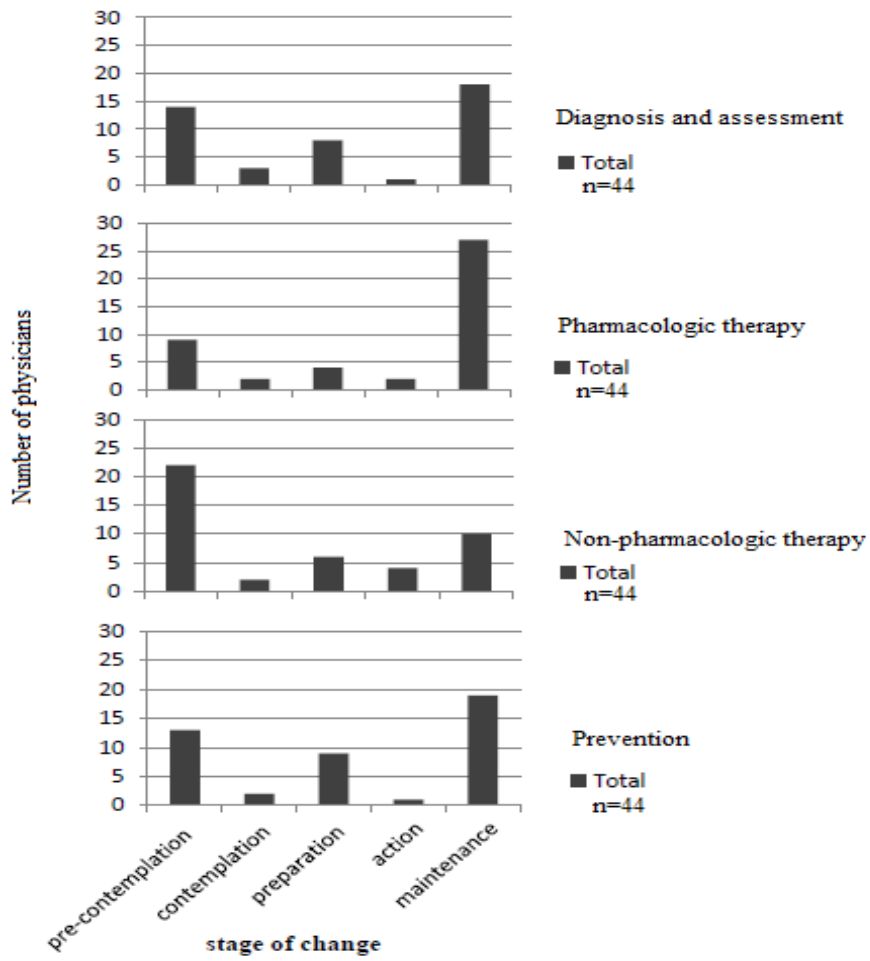 Number of physicians
30
25
20
15
10
5
0
Diagnosis and assessment
Total
n=44
30
25
20
15
10
5
0
Pharmacologic therapy
Total
n=44
30
25
20
15
10
5
0
Non-pharmacologic therapy
Total
n=44
30
25
20
15
10
5
0
Prevention
Total
n=44
pre-contemplation
contemplation
preparation
action
maintenance
stage of change